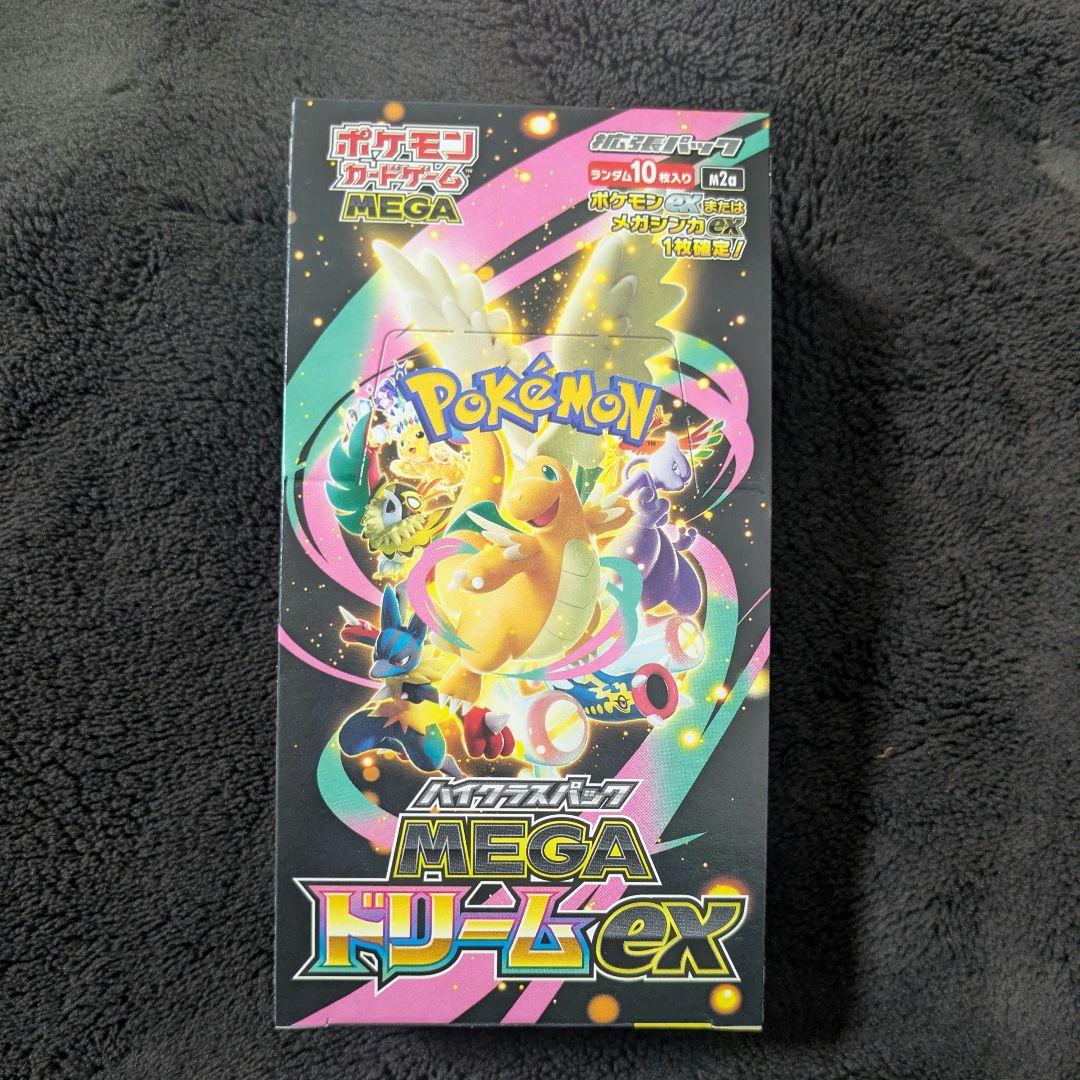 ポケモン
カードゲーム™
MEGA
拡張パック
ランダム10枚入り M2a
ポケモンexまたは
メガシンカex
1枚確定!
POKéMON
™
ハイクラスパック
MEGA
ドリームex